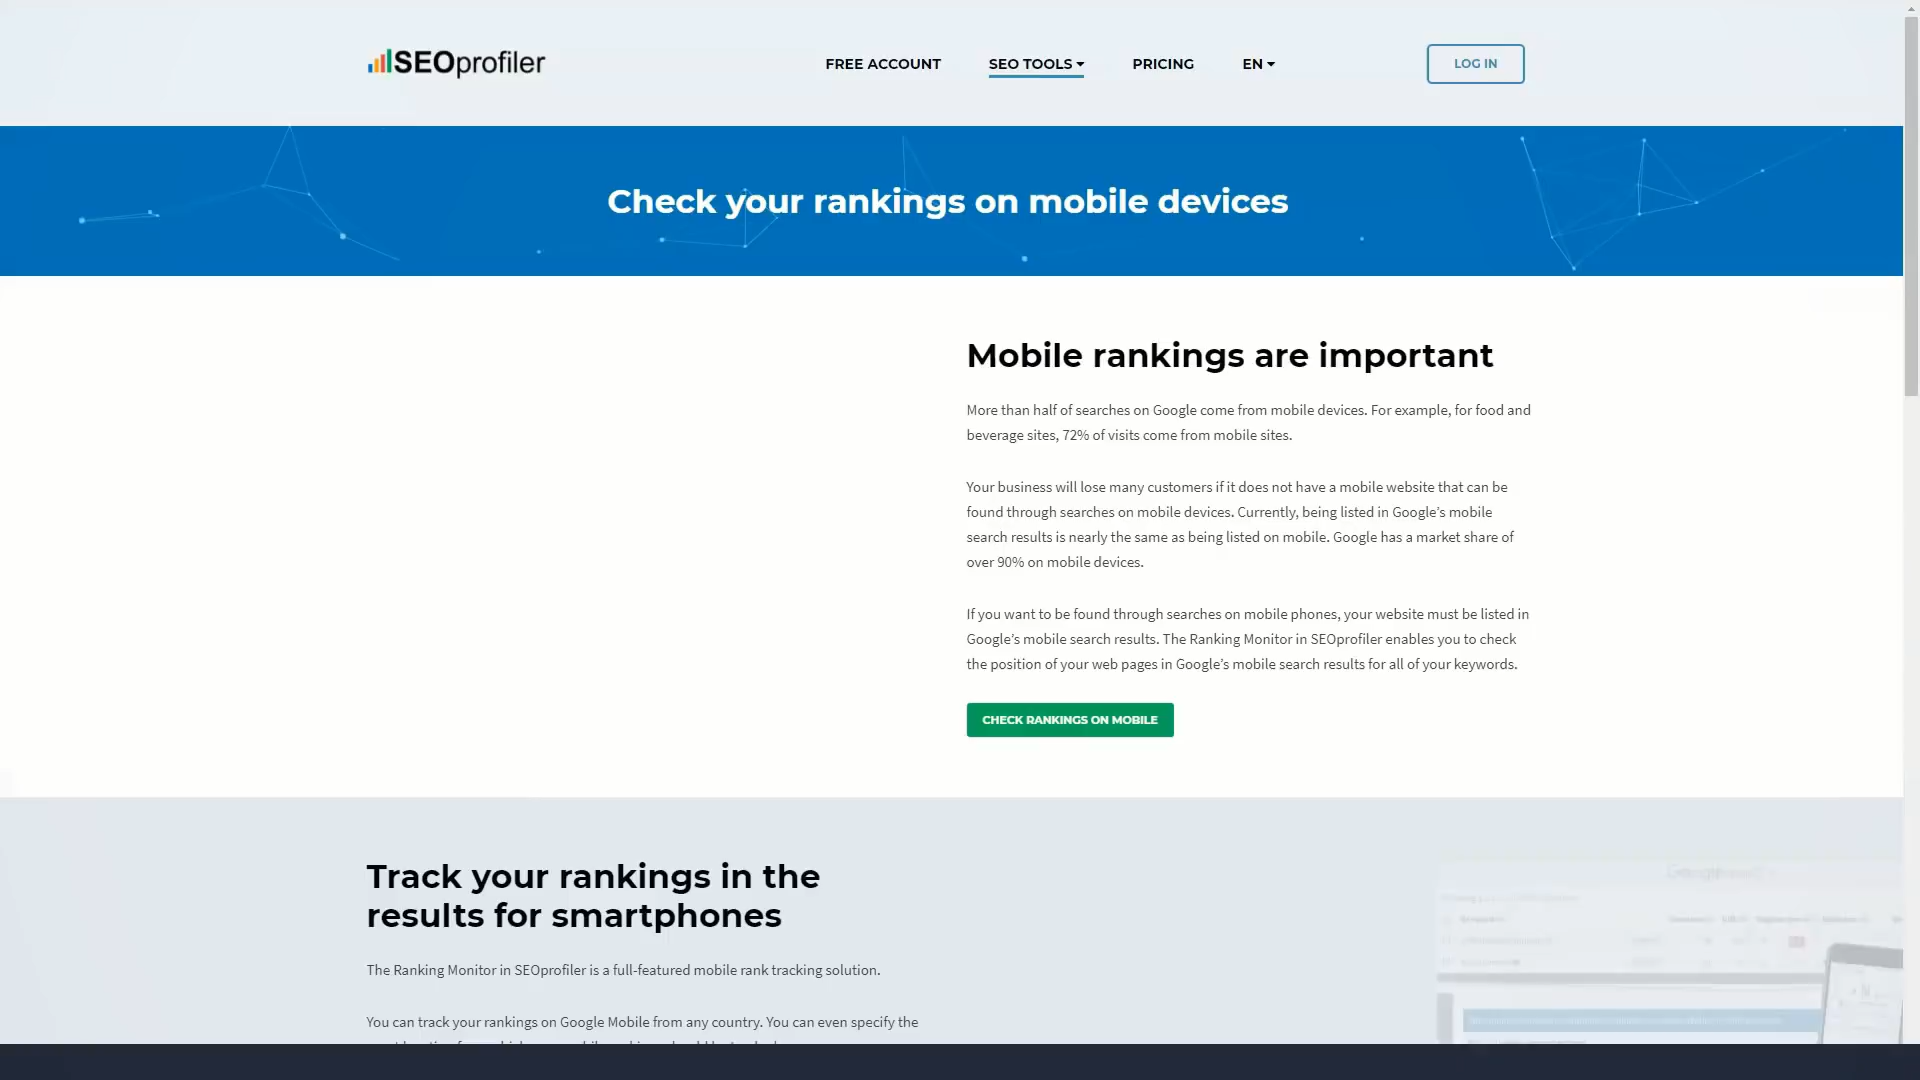 SEOprofiler
FREE ACCOUNT
SEO TOOLS
PRICING
EN
LOG IN
Check your rankings on mobile devices
Mobile rankings are important
More than half of searches on Google come from mobile devices. For example, for food and
beverage sites, 72% of visits come from mobile sites.
Your business will lose many customers if it does not have a mobile website that can be
found through searches on mobile devices. Currently, being listed in Google’s mobile
search results is nearly the same as being listed on mobile. Google has a market share of
over 90% on mobile devices.
If you want to be found through searches on mobile phones, your website must be listed in
Google’s mobile search results. The Ranking Monitor in SEOprofiler enables you to check
the position of your web pages in Google’s mobile search results for all of your keywords.
CHECK RANKINGS ON MOBILE
Track your rankings in the
results for smartphones
The Ranking Monitor in SEOprofiler is a full-featured mobile rank tracking solution.
You can track your rankings on Google Mobile from any country. You can even specify the